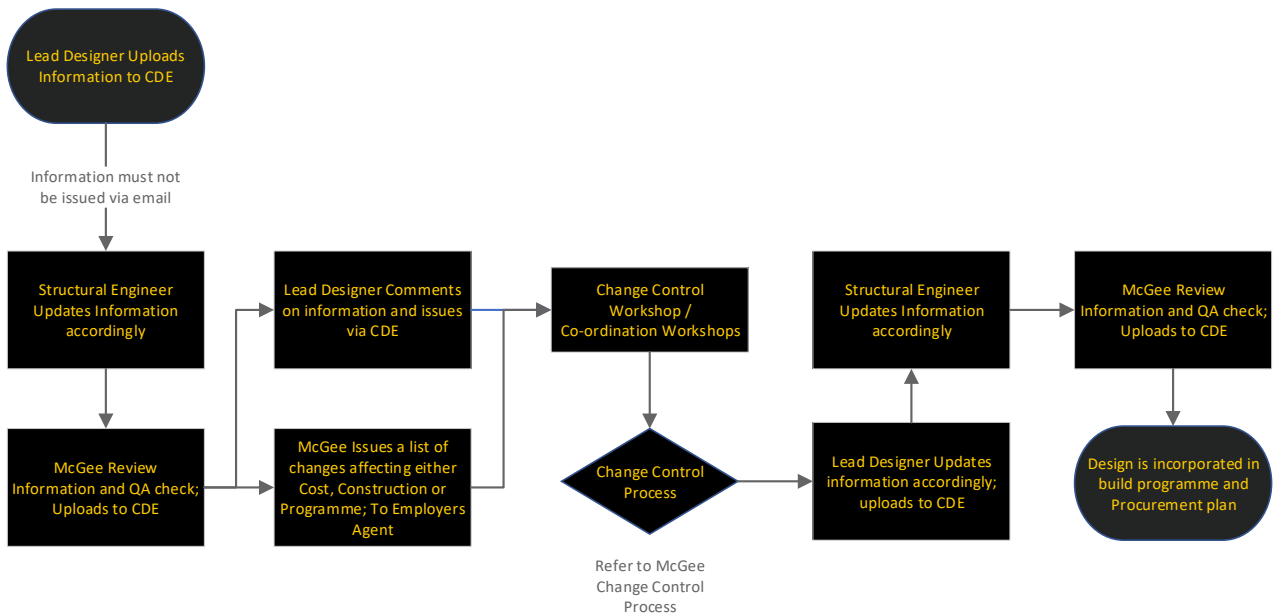 Lead Designer Uploads
Information to CDE
Information must not
be issued via email
Structural Engineer
Updates Information
accordingly
McGee Review
Information and QA check;
Uploads to CDE
Lead Designer Comments
on information and issues
via CDE
McGee Issues a list of
changes affecting either
Cost, Construction or
Programme; To Employers
Agent
Change Control
Workshop /
Co-ordination Workshops
Change Control
Process
Refer to McGee
Change Control
Process
Lead Designer Updates
information accordingly;
uploads to CDE
Structural Engineer
Updates Information
accordingly
McGee Review
Information and QA check;
Uploads to CDE
Design is incorporated in
build programme and
Procurement plan